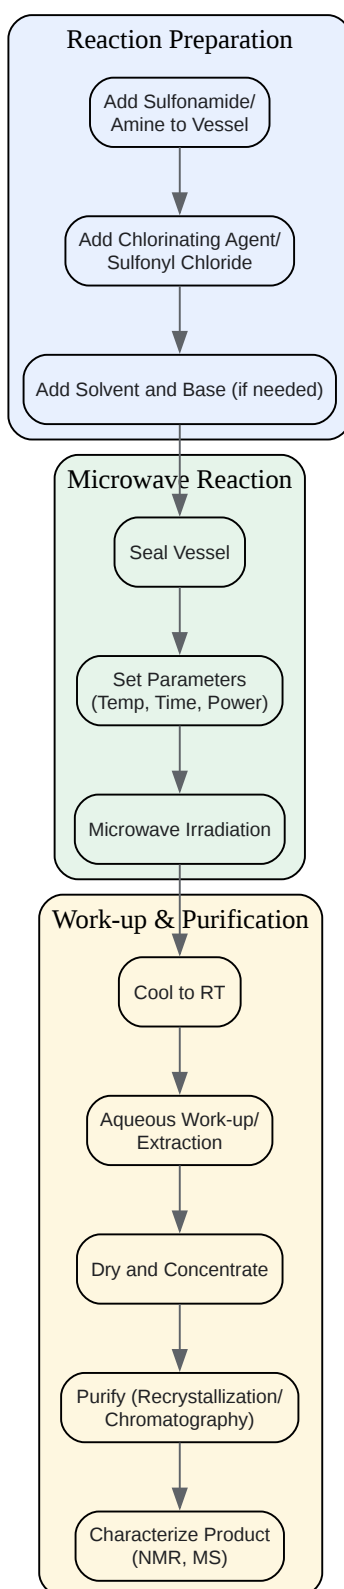 Reaction Preparation
Add Sulfonamide/
Amine to Vessel
Add Chlorinating Agent/
Sulfonyl Chloride
Add Solvent and Base (if needed)
Microwave Reaction
Seal Vessel
Set Parameters
(Temp, Time, Power)
Microwave Irradiation
Work-up & Purification
Cool to RT
Aqueous Work-up/
Extraction
Dry and Concentrate
Purify (Recrystallization/
Chromatography)
Characterize Product
(NMR, MS)